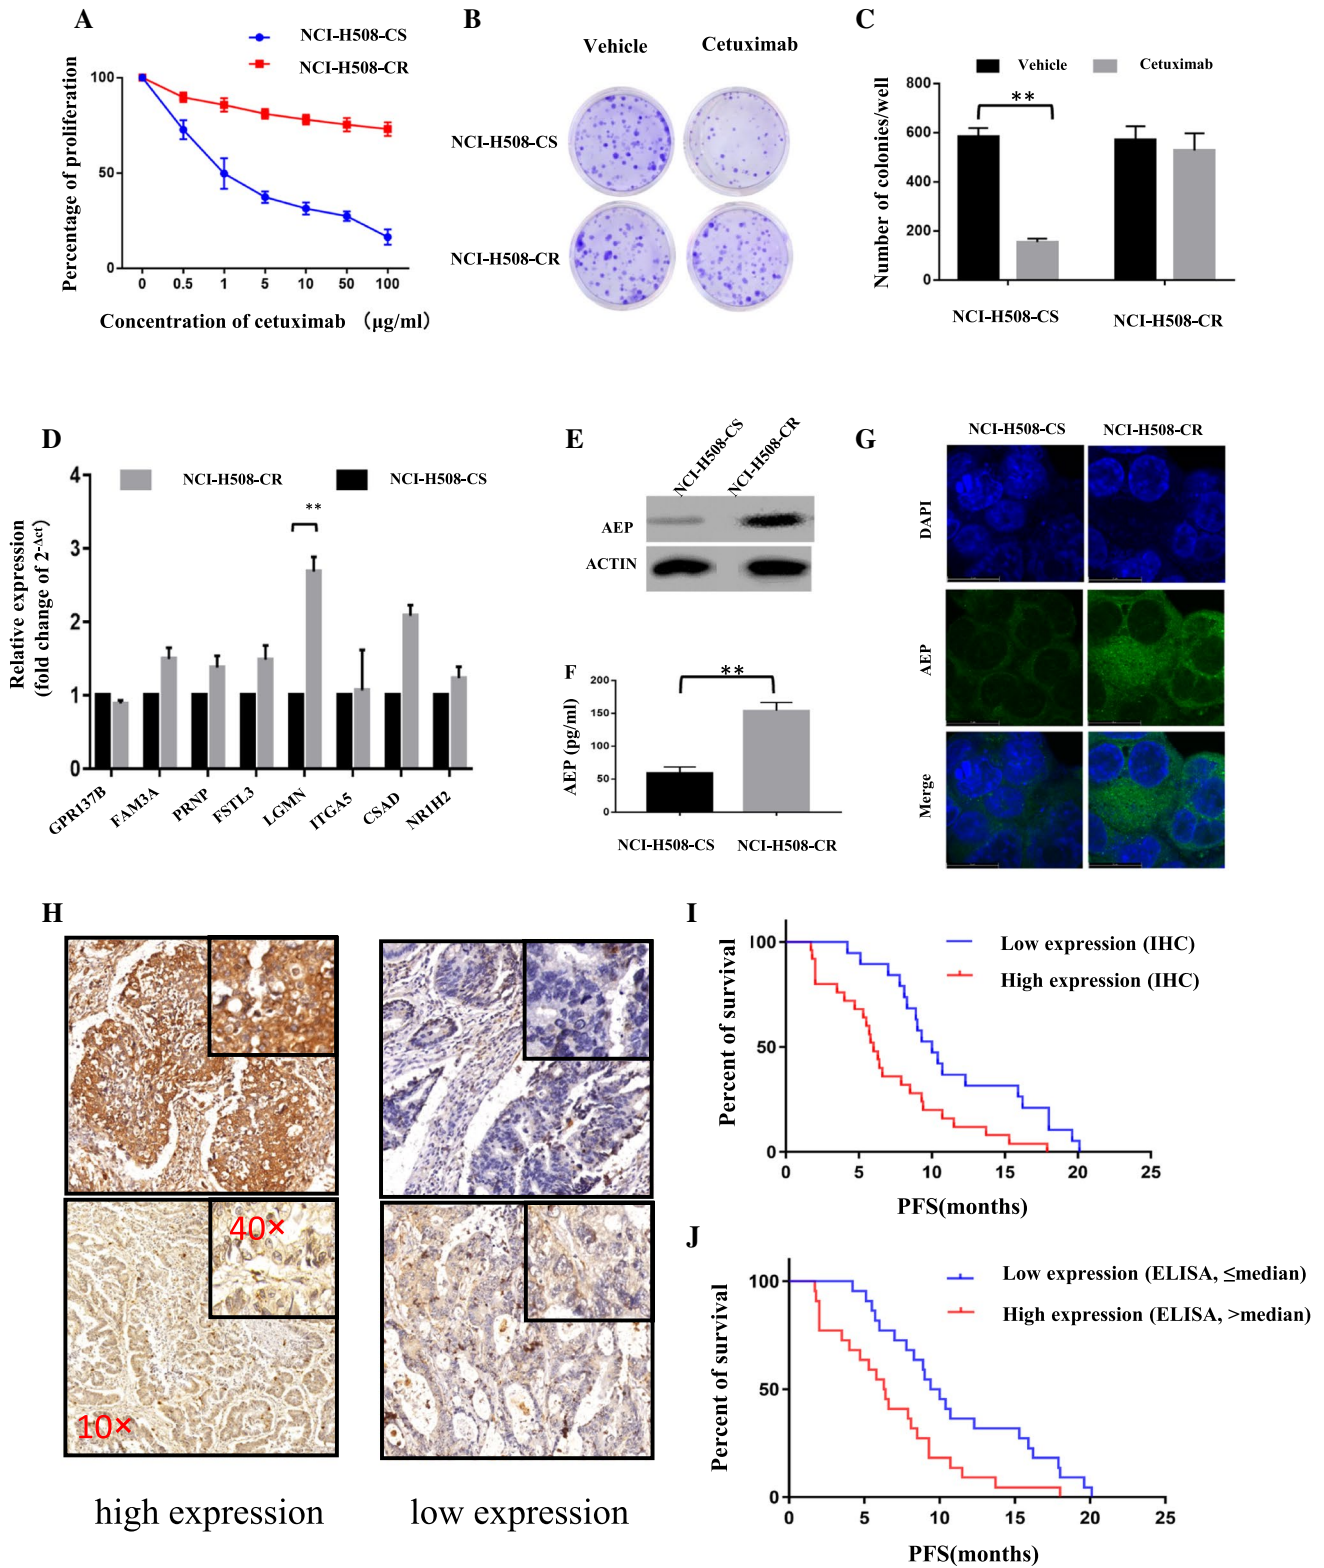 A
NCI-H508-CS
NCI-H508-CR
Percentage of proliferation
100
50
0
0 0.5 1 5 10 50 100
Concentration of cetuximab （μg/ml）
B
Vehicle Cetuximab
NCI-H508-CS
NCI-H508-CR
C
Vehicle Cetuximab
Number of colonies/well
800
600
400
200
0
**
NCI-H508-CS NCI-H508-CR
D
NCI-H508-CR NCI-H508-CS
Relative expression
(fold change of 2^-Δct)
4
3
2
1
0
**
GPR137B FAM3A PRNP FSTL3 LGMN ITGA5 CSAD NR1H2
E
NCI-H508-CS NCI-H508-CR
AEP
ACTIN
F
AEP (pg/ml)
200
150
100
50
0
**
NCI-H508-CS NCI-H508-CR
G
NCI-H508-CS NCI-H508-CR
DAPI
AEP
Merge
H
40×
10×
high expression low expression
I
Low expression (IHC)
High expression (IHC)
Percent of survival
100
50
0
0 5 10 15 20 25
PFS(months)
J
Low expression (ELISA, ≤median)
High expression (ELISA, >median)
Percent of survival
100
50
0
0 5 10 15 20 25
PFS(months)